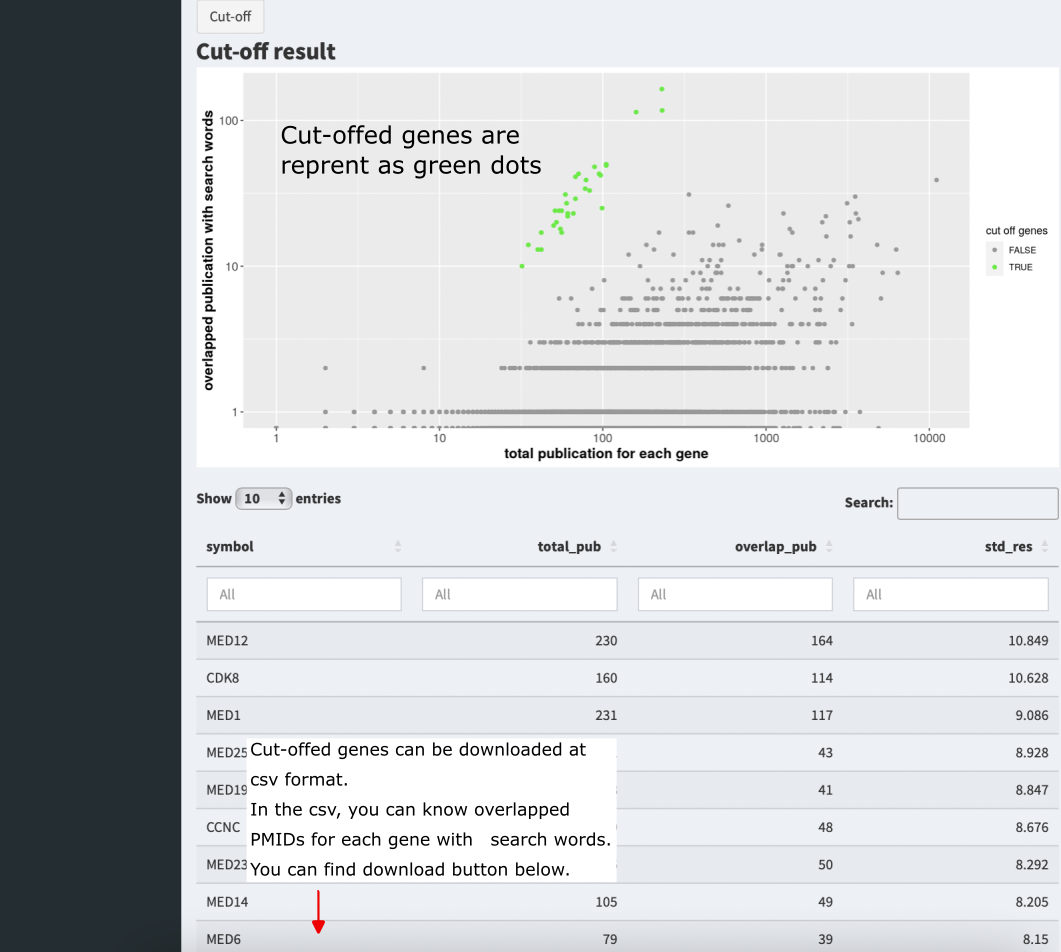 Cut-off
Cut-off result
Cut-offed genes are
reprent as green dots
overlapped publication with search words
100
10
1
1
10
100
1000
10000
total publication for each gene
cut off genes
FALSE
TRUE
Show 10 entries
Search:
symbol total_pub overlap_pub std_res
All All All All
MED12 230 164 10.849
CDK8 160 114 10.628
MED1 231 117 9.086
MED25 43 8.928
MED19 41 8.847
CCNC 48 8.676
MED23 50 8.292
Cut-offed genes can be downloaded at
csv format.
In the csv, you can know overlapped
PMIDs for each gene with search words.
You can find download button below.
MED14 105 49 8.205
MED6 79 39 8.15